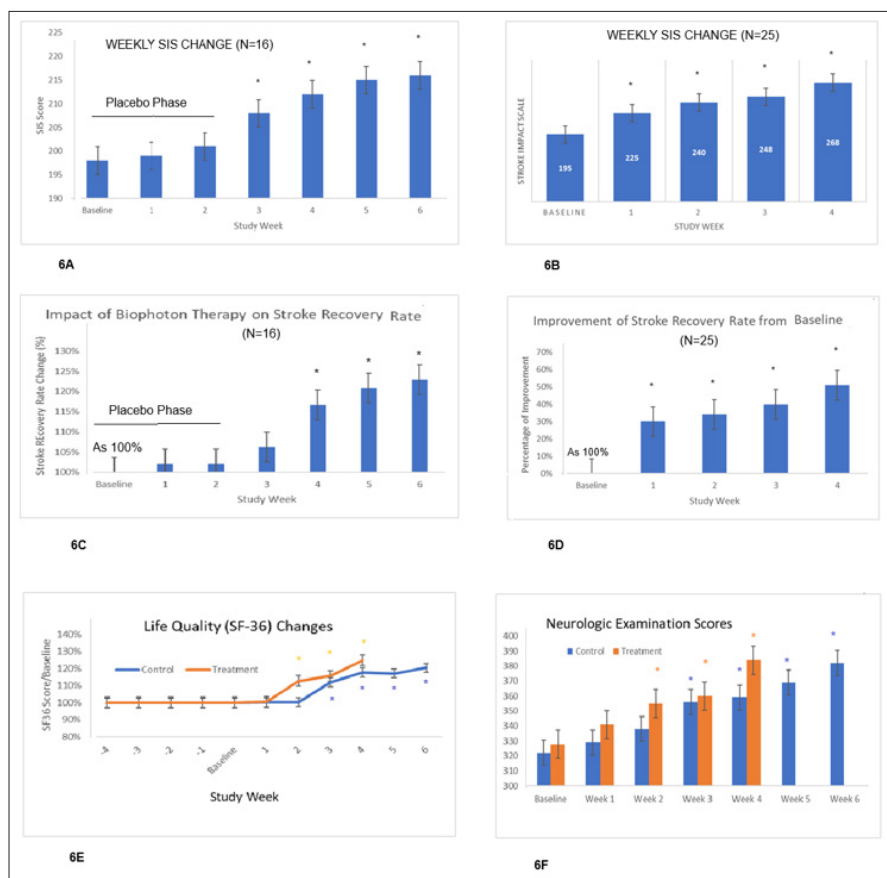 WEEKLY SIS CHANGE (N=16)
225
220
215
210
205
200
195
190
SIS Score
Placebo Phase
*
*
*
*
Baseline
1
2
3
4
5
6
Study Week
6A
WEEKLY SIS CHANGE (N=25)
STROKE IMPACT SCALE
*
*
*
*
195
225
240
248
268
BASELINE
1
2
3
4
STUDY WEEK
6B
Impact of Biophoton Therapy on Stroke Recovery Rate
(N=16)
Stroke REcovery Rate Change (%)
130%
125%
120%
115%
110%
105%
100%
Placebo Phase
As 100%
*
*
*
Baseline
1
2
3
4
5
6
Study Week
6C
Improvement of Stroke Recovery Rate from Baseline
(N=25)
Percentage of Improvement
70%
60%
50%
40%
30%
20%
10%
0%
As 100%
*
*
*
*
Baseline
1
2
3
4
Study Week
6D
Life Quality (SF-36) Changes
Control
Treatment
SF36 Score/Baseline
140%
120%
100%
80%
*
*
*
*
*
*
*
-4
-3
-2
-1
Baseline
1
2
3
4
5
6
Study Week
6E
Neurologic Examination Scores
Control
Treatment
400
390
380
370
360
350
340
330
320
310
300
*
*
*
*
*
*
*
Baseline
Week 1
Week 2
Week 3
Week 4
Week 5
Week 6
6F